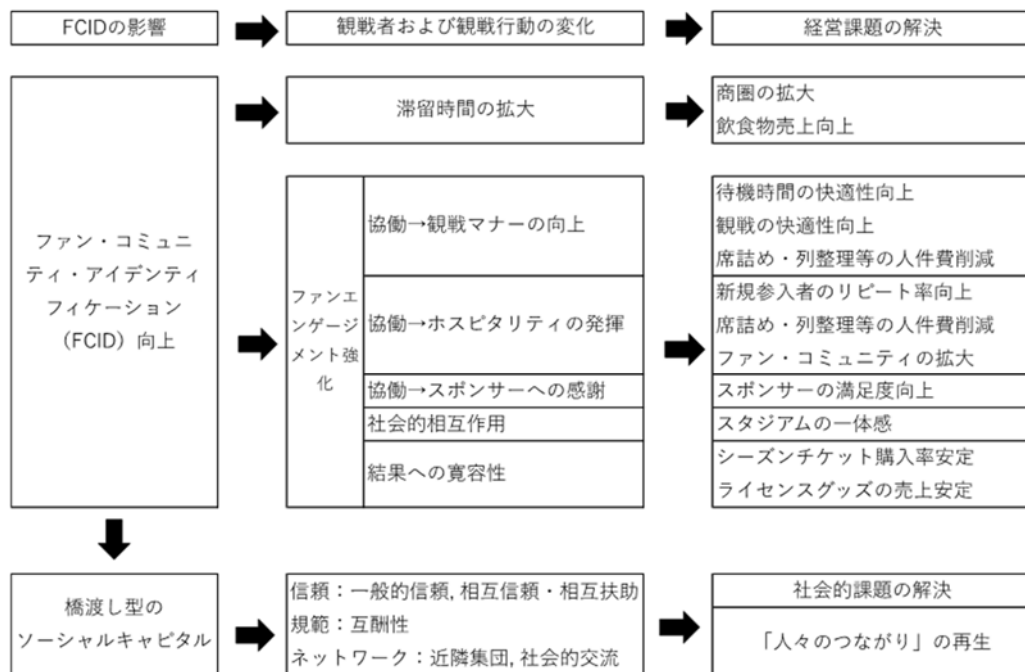 FCIDの影響
観戦者および観戦行動の変化
経営課題の解決
ファン・コミュニ
ティ・アイデンティ
フィケーション
（FCID）向上
滞留時間の拡大
商圏の拡大
飲食物売上向上
ファンエ
ンゲージ
メント強
化
協働→観戦マナーの向上
待機時間の快適性向上
観戦の快適性向上
席詰め・列整理等の人件費削減
協働→ホスピタリティの発揮
新規参入者のリピート率向上
席詰め・列整理等の人件費削減
ファン・コミュニティの拡大
協働→スポンサーへの感謝
スポンサーの満足度向上
社会的相互作用
スタジアムの一体感
結果への寛容性
シーズンチケット購入率安定
ライセンスグッズの売上安定
橋渡し型の
ソーシャルキャピタル
信頼：一般的信頼, 相互信頼・相互扶助
規範：互酬性
ネットワーク：近隣集団, 社会的交流
社会的課題の解決
「人々のつながり」の再生